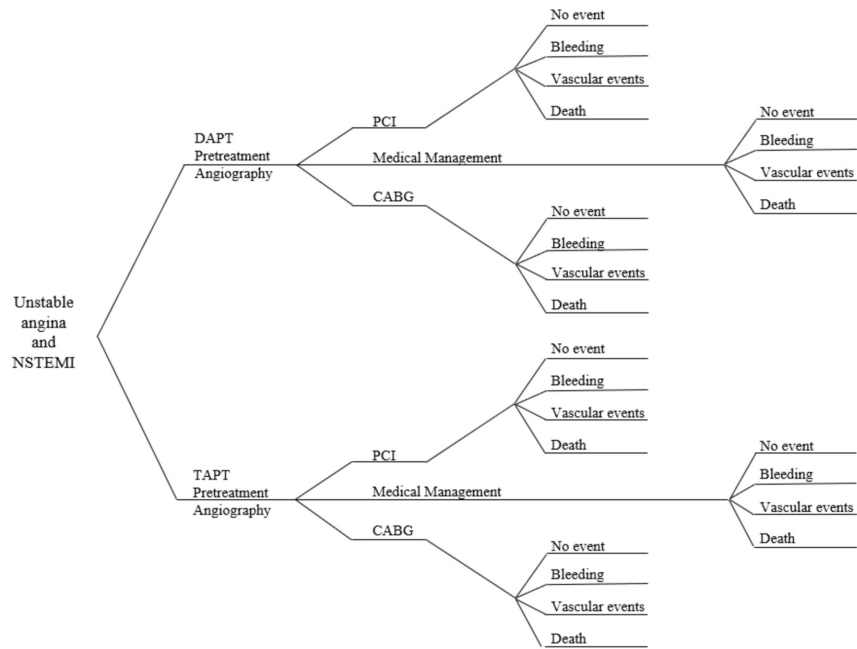 Unstable
angina
and
NSTEMI
DAPT
Pretreatment
Angiography
PCI
No event
Bleeding
Vascular events
Death
Medical Management
No event
Bleeding
Vascular events
Death
CABG
No event
Bleeding
Vascular events
Death
TAPT
Pretreatment
Angiography
PCI
No event
Bleeding
Vascular events
Death
Medical Management
No event
Bleeding
Vascular events
Death
CABG
No event
Bleeding
Vascular events
Death